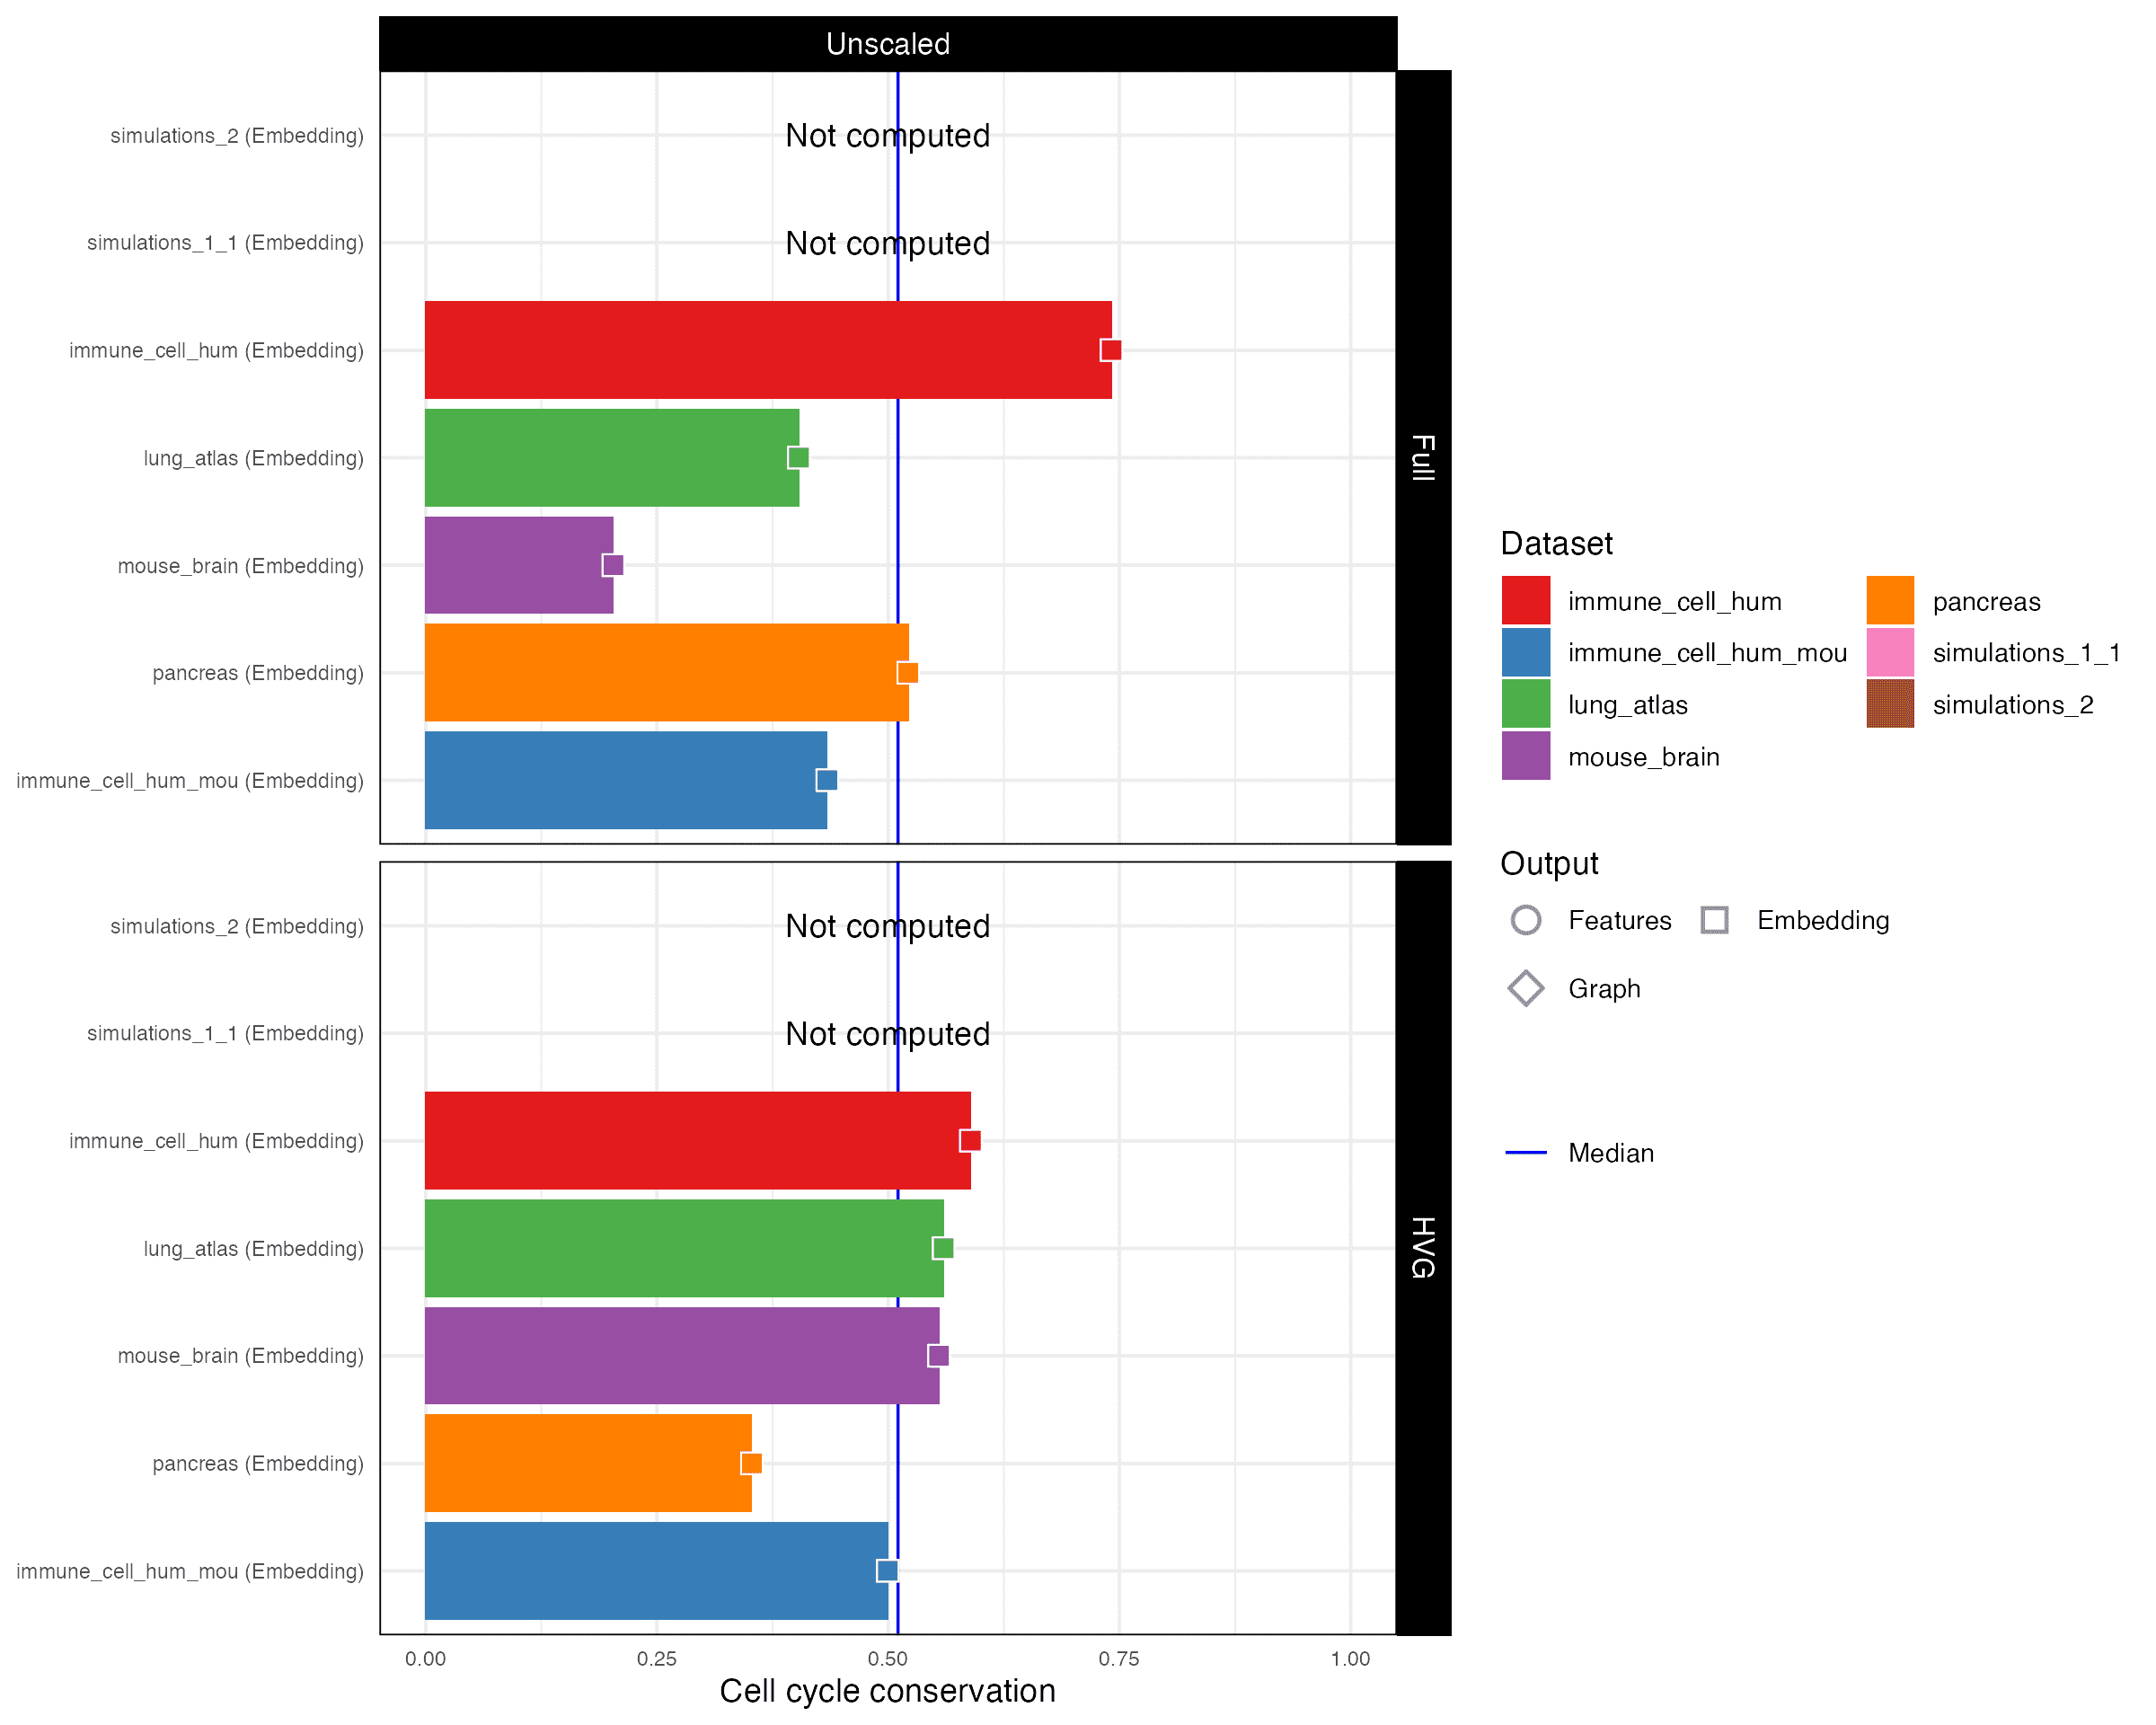 Unscaled
simulations_2 (Embedding)
Not computed
simulations_1_1 (Embedding)
Not computed
immune_cell_hum (Embedding)
lung_atlas (Embedding)
mouse_brain (Embedding)
pancreas (Embedding)
immune_cell_hum_mou (Embedding)
Full
simulations_2 (Embedding)
Not computed
simulations_1_1 (Embedding)
Not computed
immune_cell_hum (Embedding)
lung_atlas (Embedding)
mouse_brain (Embedding)
pancreas (Embedding)
immune_cell_hum_mou (Embedding)
HVG
0.00 0.25 0.50 0.75 1.00
Cell cycle conservation
Dataset
immune_cell_hum pancreas
immune_cell_hum_mou simulations_1_1
lung_atlas simulations_2
mouse_brain
Output
Features Embedding
Graph
Median